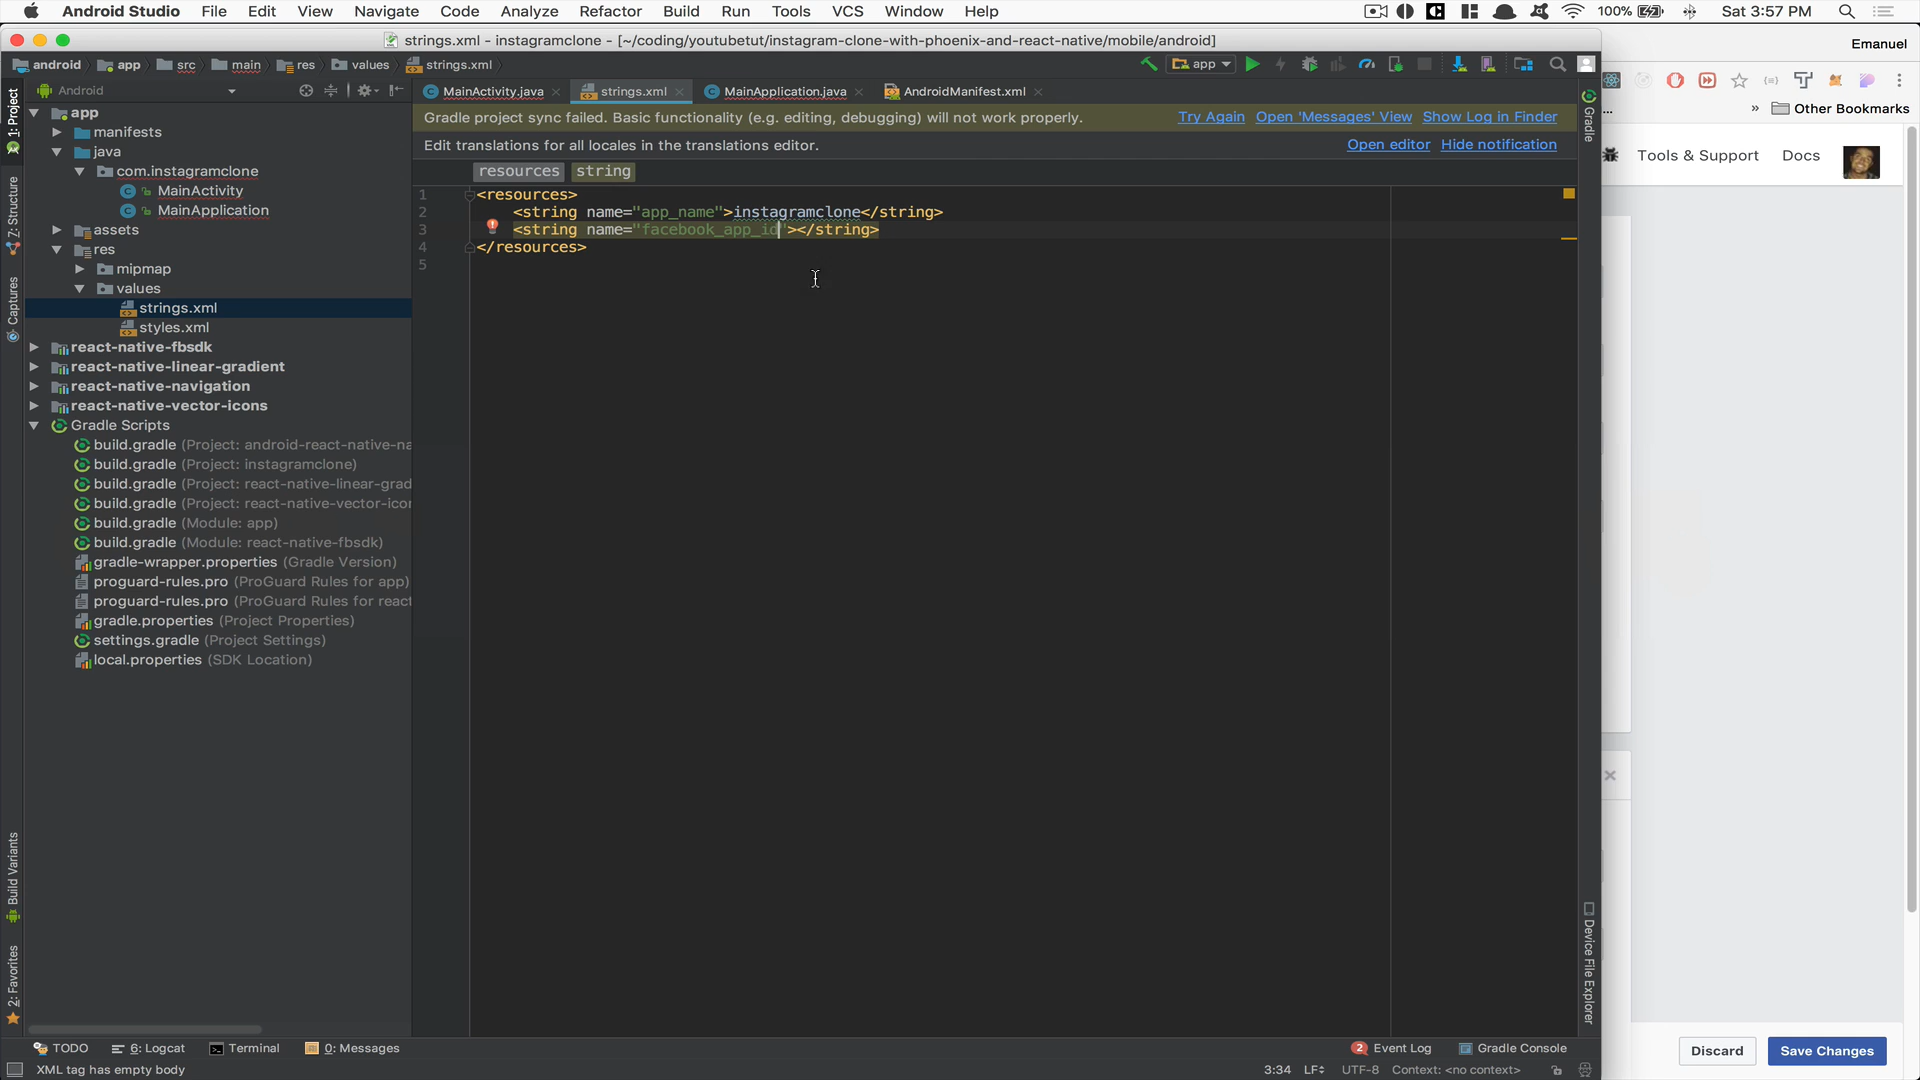 Android Studio File Edit View Navigate Code Analyze Refactor Build Run Tools VCS Window Help 100% Sat 3:57 PM
strings.xml - instagramclone - [~/coding/youtubetut/instagram-clone-with-phoenix-and-react-native/mobile/android]
Emanuel
android app src main res values strings.xml app
Android
MainActivity.java strings.xml MainApplication.java AndroidManifest.xml
» Other Bookmarks
Gradle project sync failed. Basic functionality (e.g. editing, debugging) will not work properly. Try Again Open 'Messages' View Show Log in Finder
Edit translations for all locales in the translations editor. Open editor Hide notification
Tools & Support Docs
resources string
1 <resources>
2 <string name="app_name">instagramclone</string>
3 <string name="facebook_app_id"></string>
4 </resources>
5
app
manifests
java
com.instagramclone
MainActivity
MainApplication
assets
res
mipmap
values
strings.xml
styles.xml
react-native-fbsdk
react-native-linear-gradient
react-native-navigation
react-native-vector-icons
Gradle Scripts
build.gradle (Project: android-react-native-na
build.gradle (Project: instagramclone)
build.gradle (Project: react-native-linear-grad
build.gradle (Project: react-native-vector-ico
build.gradle (Module: app)
build.gradle (Module: react-native-fbsdk)
gradle-wrapper.properties (Gradle Version)
proguard-rules.pro (ProGuard Rules for app)
proguard-rules.pro (ProGuard Rules for react
gradle.properties (Project Properties)
settings.gradle (Project Settings)
local.properties (SDK Location)
1: Project
Z: Structure
Captures
Build Variants
2: Favorites
Gradle
Device File Explorer
TODO 6: Logcat Terminal 0: Messages 2 Event Log Gradle Console
XML tag has empty body 3:34 LF UTF-8 Context: <no context>
Discard Save Changes